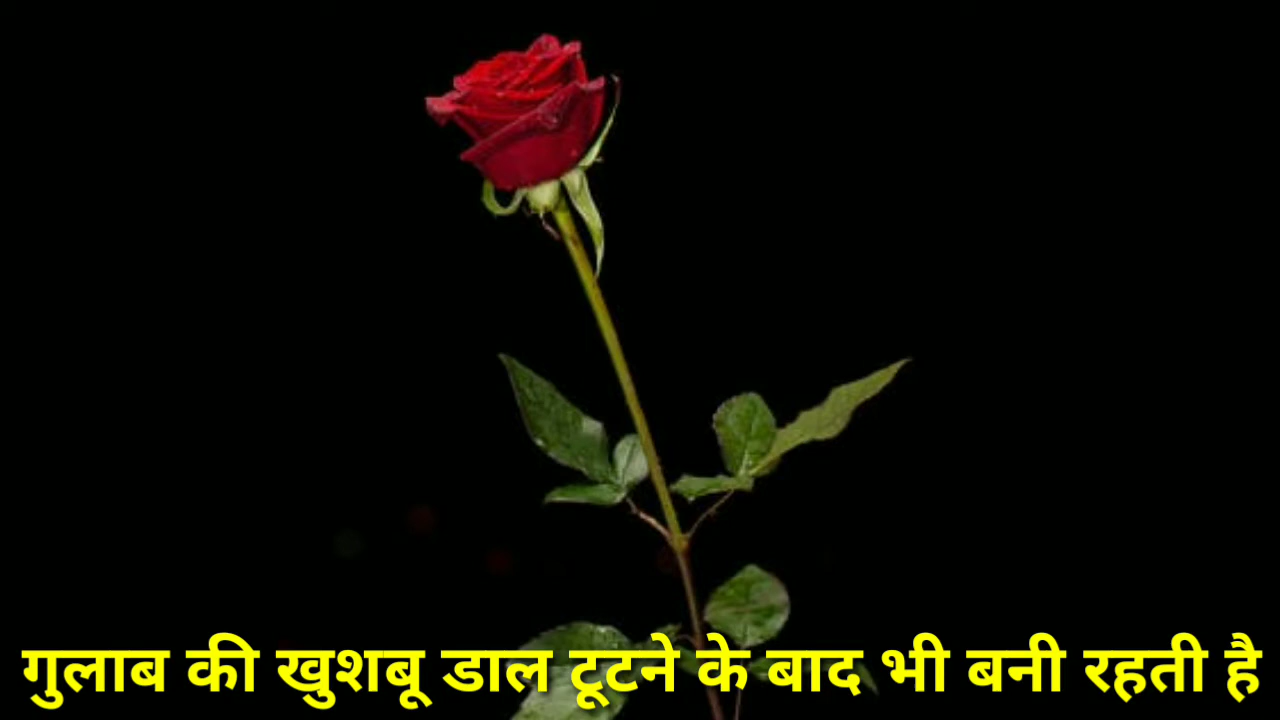 गुलाब की खुशबू डाल टूटने के बाद भी बनी रहती है